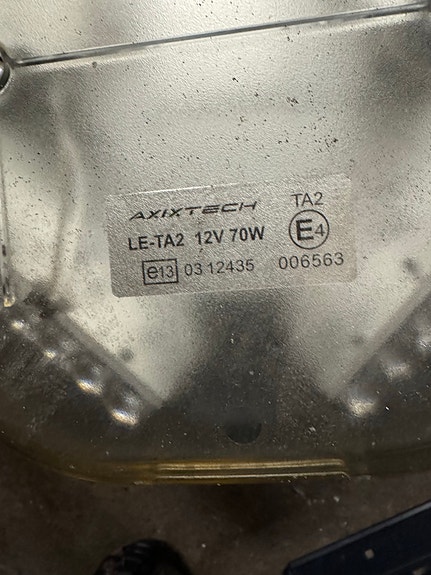 AXIXTECH TA2
LE-TA2 12V 70W E4
e13 03 12435 006563